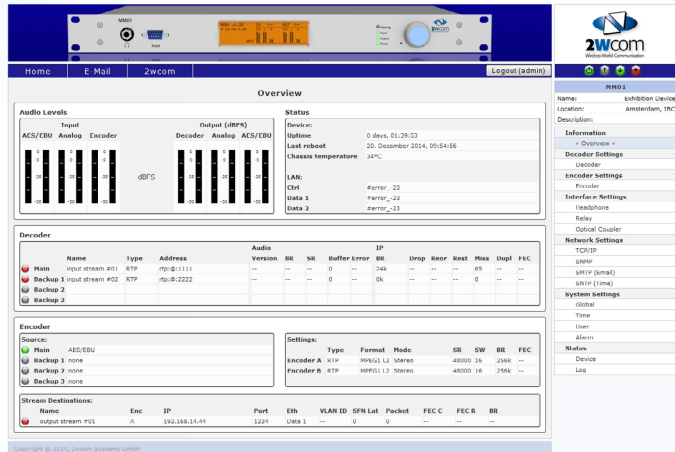 MM01
2wcom
2wcom
Wireless World Communication
Home E-Mail 2wcom Logout (admin)
Overview
Audio Levels
Input Output (dBFS)
AES/EBU Analog Encoder dBFS Decoder Analog AES/EBU
Status
Device:
Uptime 0 days, 01:39:53
Last reboot 20. December 2014, 09:54:56
Chassis temperature 34°C
LAN:
Ctrl #error_-23
Data 1 #error_-23
Data 2 #error_-23
Decoder
Audio IP
Name Type Address Version BR SR Buffer Error BR Drop Reor Rest Miss Dupl FEC
Main input stream #01 RTP rtp:@:1111 -- -- -- 0 -- 24k -- -- -- 65 -- --
Backup 1 input stream #02 RTP rtp:@:2222 -- -- -- 0 -- 0k -- -- -- 0 -- --
Backup 2
Backup 3
Encoder
Source:
Main AES/EBU
Backup 1 none
Backup 2 none
Backup 3 none
Settings:
Type Format Mode SR SW BR FEC
Encoder A RTP MPEG1 L2 Stereo 48000 16 256k --
Encoder B RTP MPEG1 L2 Stereo 48000 16 256k --
Stream Destinations:
Name Enc IP Port Eth VLAN ID SFN Lat Packet FEC C FEC R BR
output stream #01 A 192.168.14.44 1234 Data 1 -- 0 0 -- -- --
Copyright © 2014, 2wcom Systems GmbH
MM01
Name: Exhibition Device
Location: Amsterdam, IBC
Description:
Information
» Overview «
Decoder Settings
Decoder
Encoder Settings
Encoder
Interface Settings
Headphone
Relay
Optical Coupler
Network Settings
TCP/IP
SNMP
SMTP (Email)
SNTP (Time)
System Settings
Global
Time
User
Alarm
Status
Device
Log